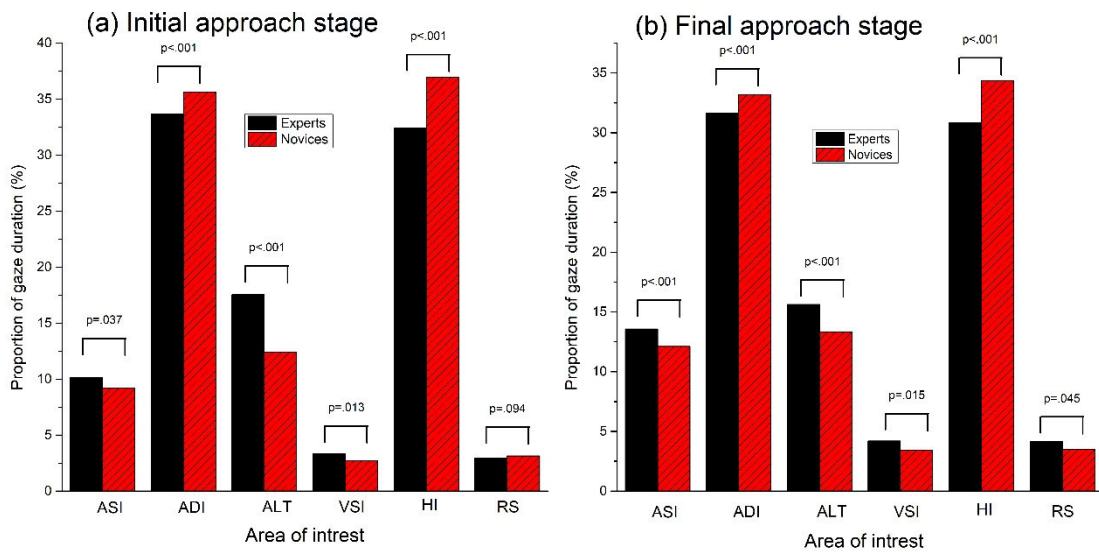 (a) Initial approach stage
40
35
30
25
20
15
10
5
0
Proportion of gaze duration (%)
p=.037
p<.001
p<.001
p=.013
p<.001
p=.094
Experts
Novices
ASI
ADI
ALT
VSI
HI
RS
Area of intrest
(b) Final approach stage
35
30
25
20
15
10
5
0
Proportion of gaze duration (%)
p<.001
p<.001
p<.001
p=.015
p<.001
p=.045
Experts
Novices
ASI
ADI
ALT
VSI
HI
RS
Area of intrest